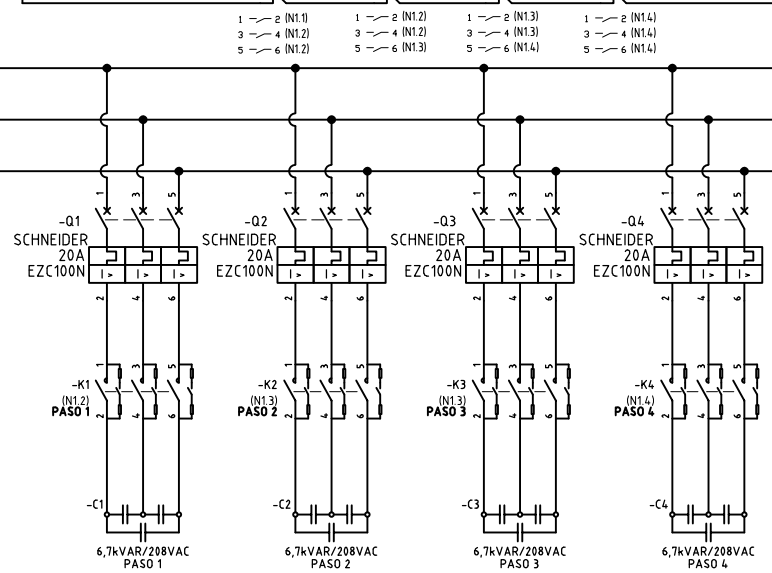 1 2 (N1.1) 1 2 (N1.2) 1 2 (N1.3) 1 2 (N1.4)
3 4 (N1.2) 3 4 (N1.2) 3 4 (N1.3) 3 4 (N1.4)
5 6 (N1.2) 5 6 (N1.3) 5 6 (N1.4) 5 6 (N1.4)
1 3 5 1 3 5 1 3 5 1 3 5
-Q1 -Q2 -Q3 -Q4
SCHNEIDER SCHNEIDER SCHNEIDER SCHNEIDER
20A 20A 20A 20A
EZC100N I> I> I> EZC100N I> I> I> EZC100N I> I> I> EZC100N I> I> I>
2 4 6 2 4 6 2 4 6 2 4 6
1 3 5 1 3 5 1 3 5 1 3 5
-K1 -K2 -K3 -K4
(N1.2) (N1.3) (N1.3) (N1.4)
PASO 1 2 4 6 PASO 2 2 4 6 PASO 3 2 4 6 PASO 4 2 4 6
-C1 -C2 -C3 -C4
6,7kVAR/208VAC 6,7kVAR/208VAC 6,7kVAR/208VAC 6,7kVAR/208VAC
PASO 1 PASO 2 PASO 3 PASO 4